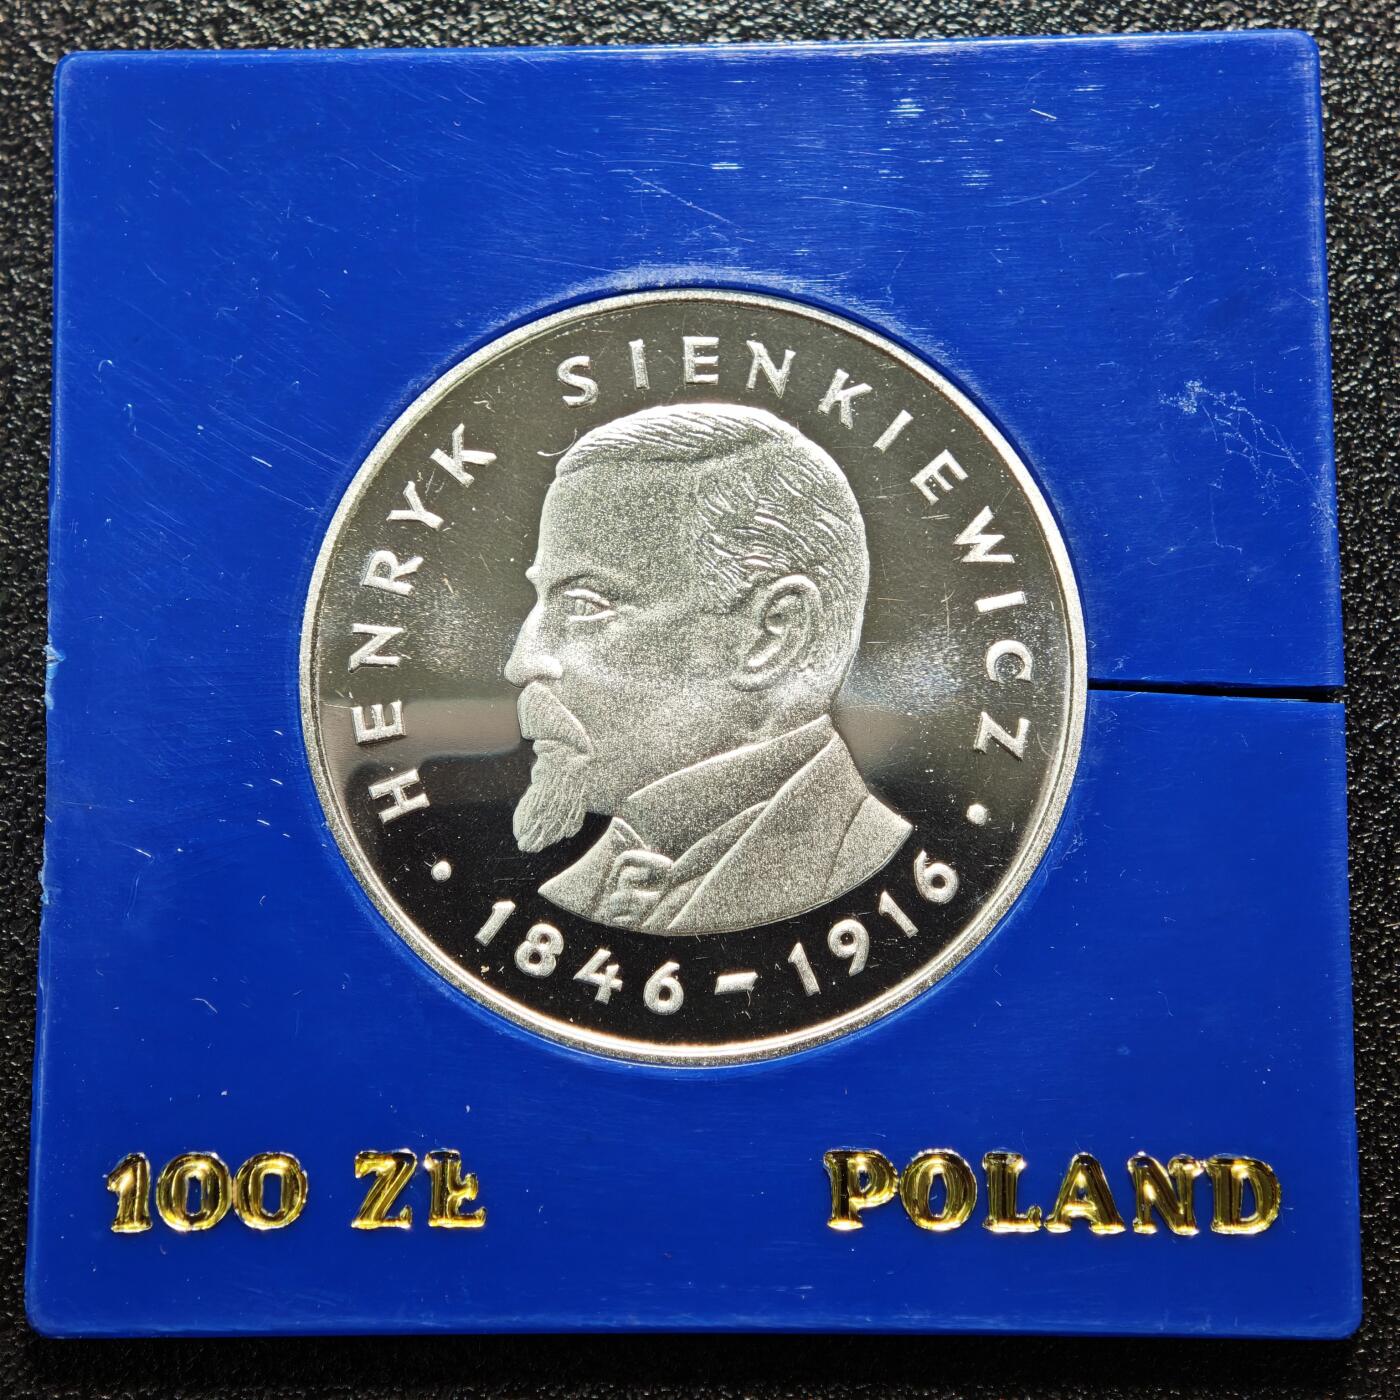 HENRYK SIENKIEWICZ
• 1846-1916 •
100 ZŁ POLAND